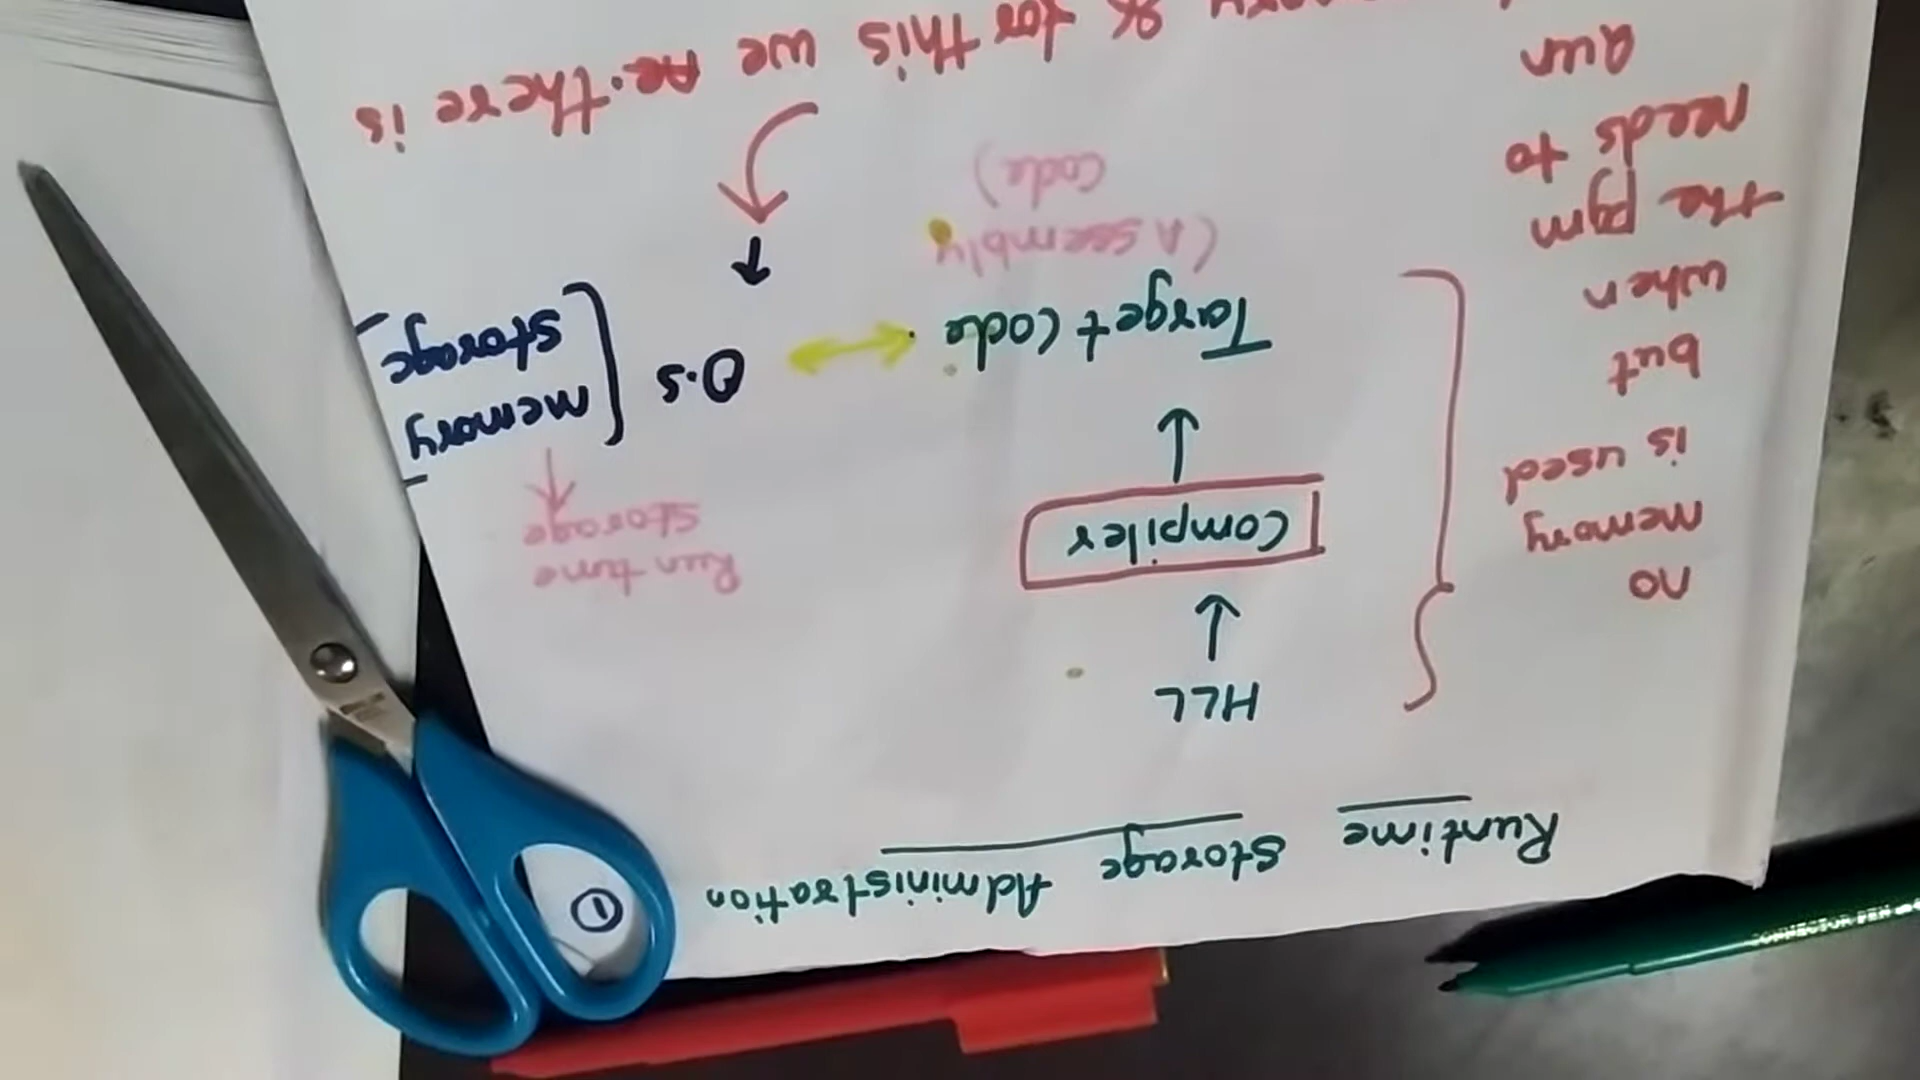 ①
Runtime Storage Administration
HLL
Compiler
Target Code
(Assembly
Code)
O.S
memory
storage
Run time
storage
no
memory
is used
but
when
the pgm
needs to
run
for this we Re. there is